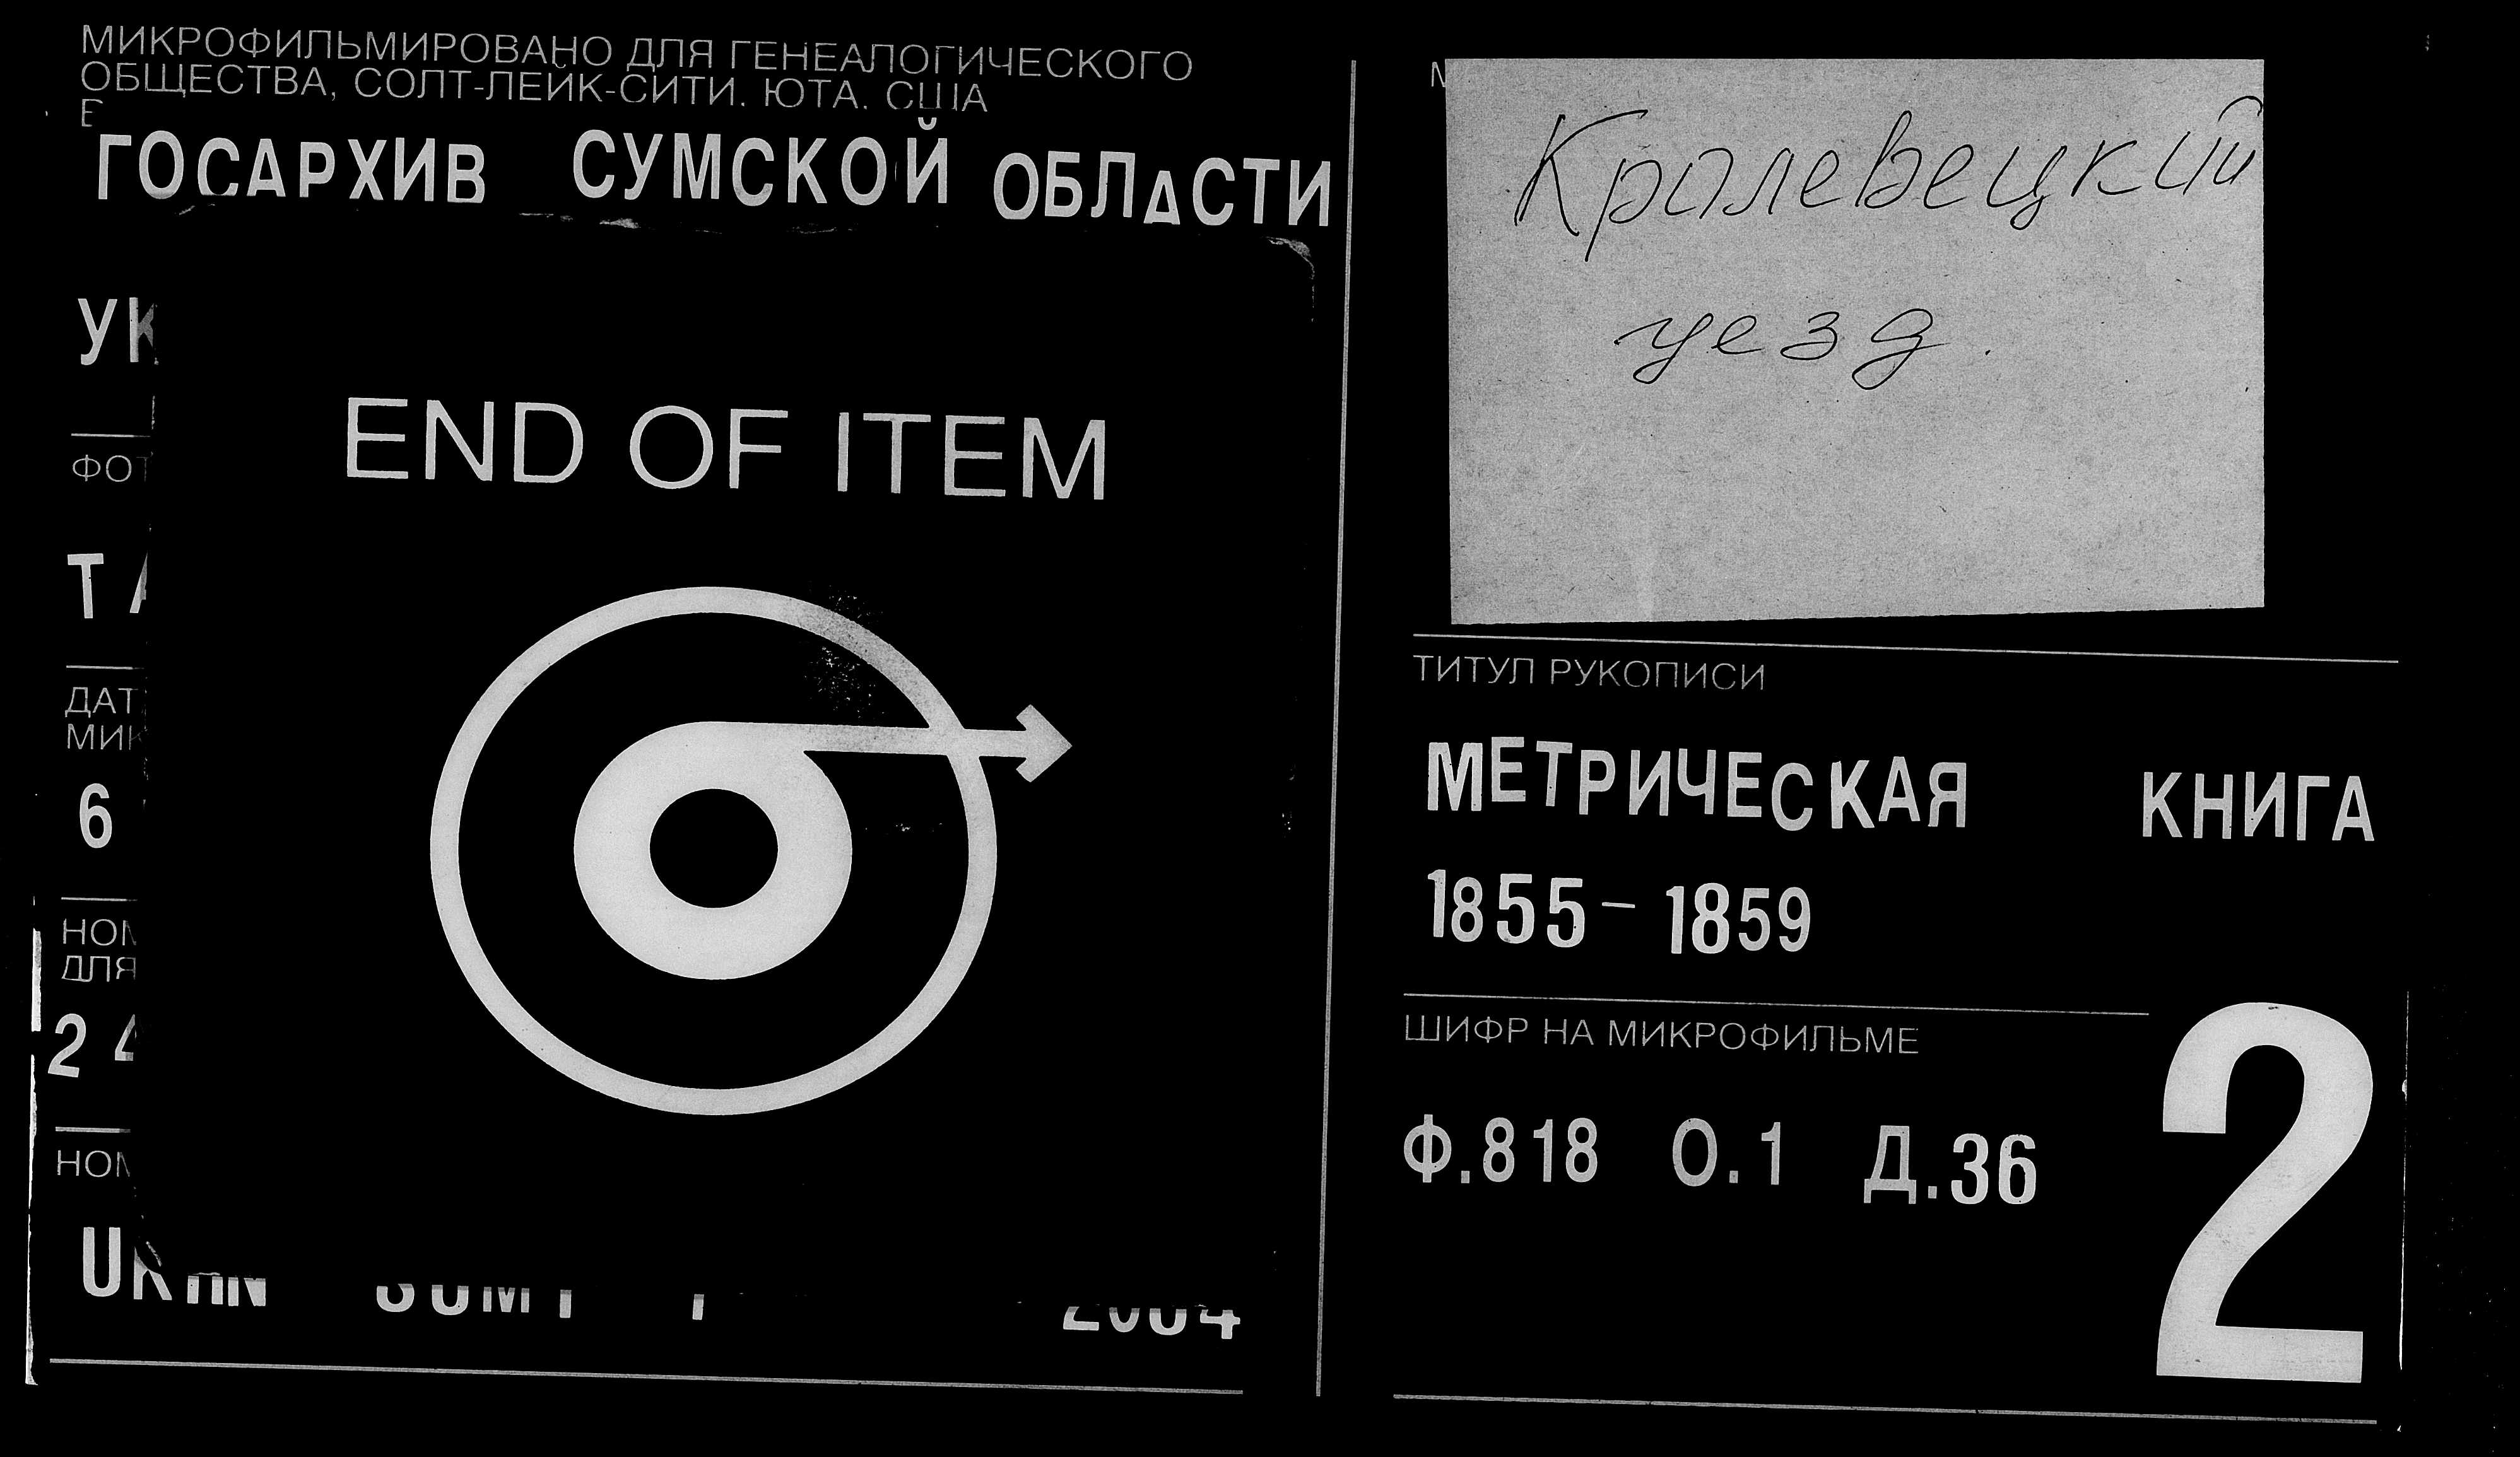 МИКРОФИЛЬМИРОВАНО ДЛЯ ГЕНЕАЛОГИЧЕСКОГО
ОБЩЕСТВА, СОЛТ-ЛЕЙК-СИТИ. ЮТА. США
ГОСАРХИВ СУМСКОЙ ОБЛАСТИ
END OF ITEM
6
Кролевецкий
уезд.
ТИТУЛ РУКОПИСИ
МЕТРИЧЕСКАЯ КНИГА
1855-1859
ШИФР НА МИКРОФИЛЬМЕ
Ф.818 О.1 Д.36
2